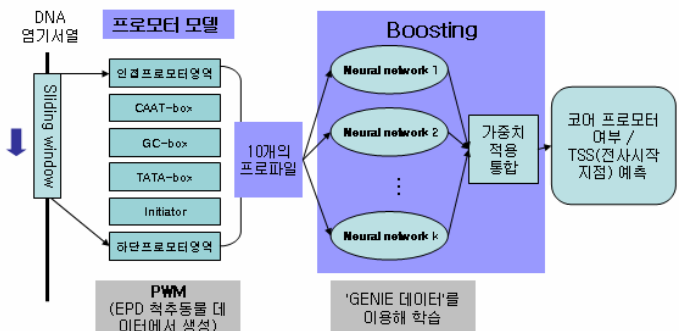 DNA
염기서열
프로모터 모델
Boosting
Sliding window
인접프로모터영역
CAAT-box
GC-box
TATA-box
Initiator
하단프로모터영역
10개의
프로파일
Neural network 1
Neural network 2
⋮
Neural network k
가중치
적용
통합
코어 프로모터
여부 /
TSS(전사시작
지점) 예측
PWM
(EPD 척추동물 데
이터에서 생성)
'GENIE 데이터'를
이용해 학습